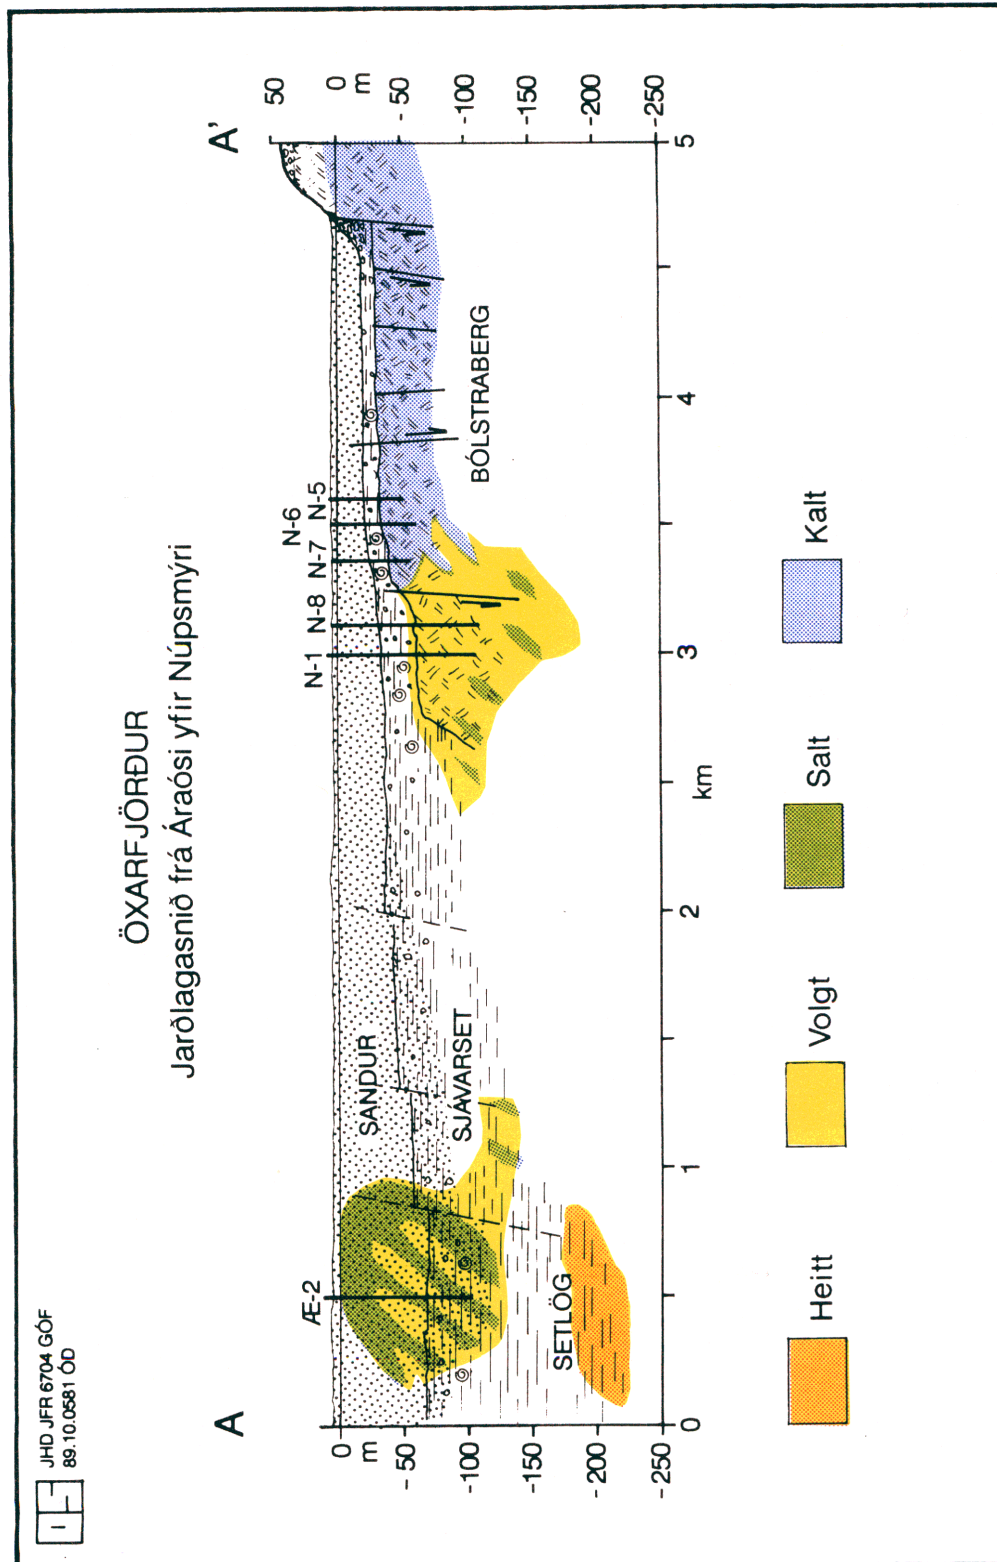 JHD JFR 6704 GÓF
89.10.0581 ÓD
ÖXARFJÖRÐUR
Jarðlagasnið frá Áraósi yfir Núpsmýri
A
A'
Æ-2
N-1
N-8
N-7
N-6
N-5
0
m
- 50
-100
-150
- 200
-250
50
0
m
- 50
-100
-150
-200
-250
SANDUR
SJÁVARSET
SETLÖG
BÓLSTRABERG
0
1
2
3
4
5
km
Heitt
Volgt
Salt
Kalt